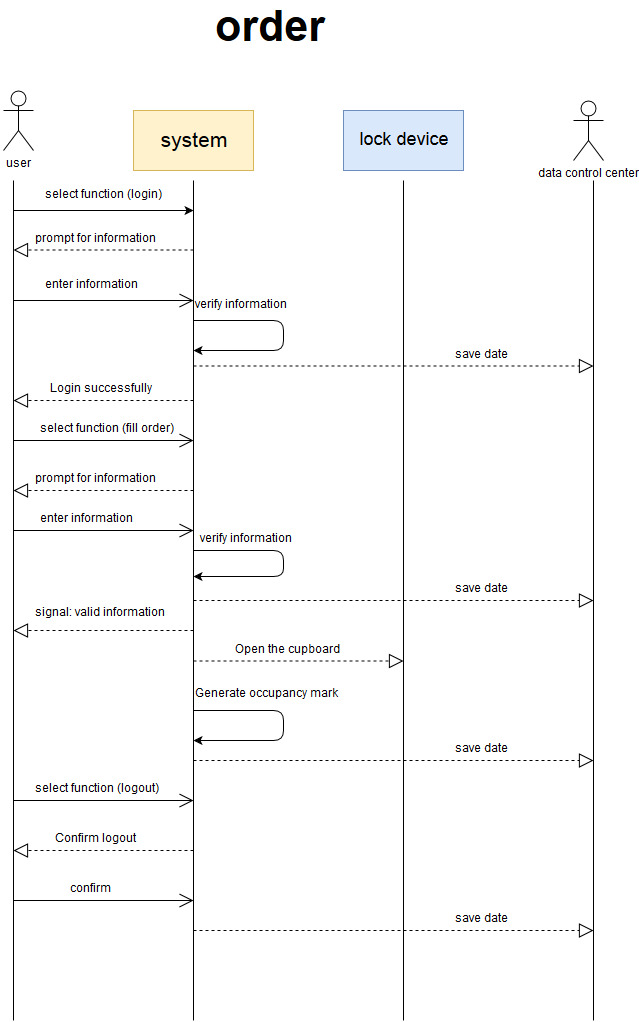 order
system
lock device
user
data control center
select function (login)
prompt for information
enter information
verify information
save date
Login successfully
select function (fill order)
prompt for information
enter information
verify information
save date
signal: valid information
Open the cupboard
Generate occupancy mark
save date
select function (logout)
Confirm logout
confirm
save date